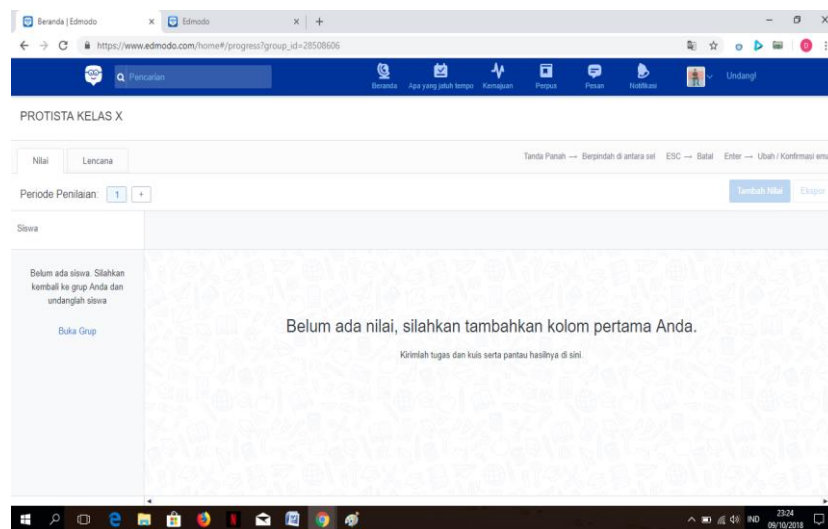 Beranda | Edmodo
Edmodo
https://www.edmodo.com/home#/progress?group_id=28508606
Pencarian
Beranda
Apa yang jatuh tempo
Kemajuan
Perpus
Pesan
Notifikasi
Undang!
PROTISTA KELAS X
Nilai
Lencana
Tanda Panah → Berpindah di antara sel ESC → Batal Enter → Ubah / Konfirmasi ema
Periode Penilaian: 1 +
Tambah Nilai
Ekspor
Siswa
Belum ada siswa. Silahkan
kembali ke grup Anda dan
undanglah siswa
Buka Grup
Belum ada nilai, silahkan tambahkan kolom pertama Anda.
Kirimlah tugas dan kuis serta pantau hasilnya di sini.
IND
23:24
09/10/2018